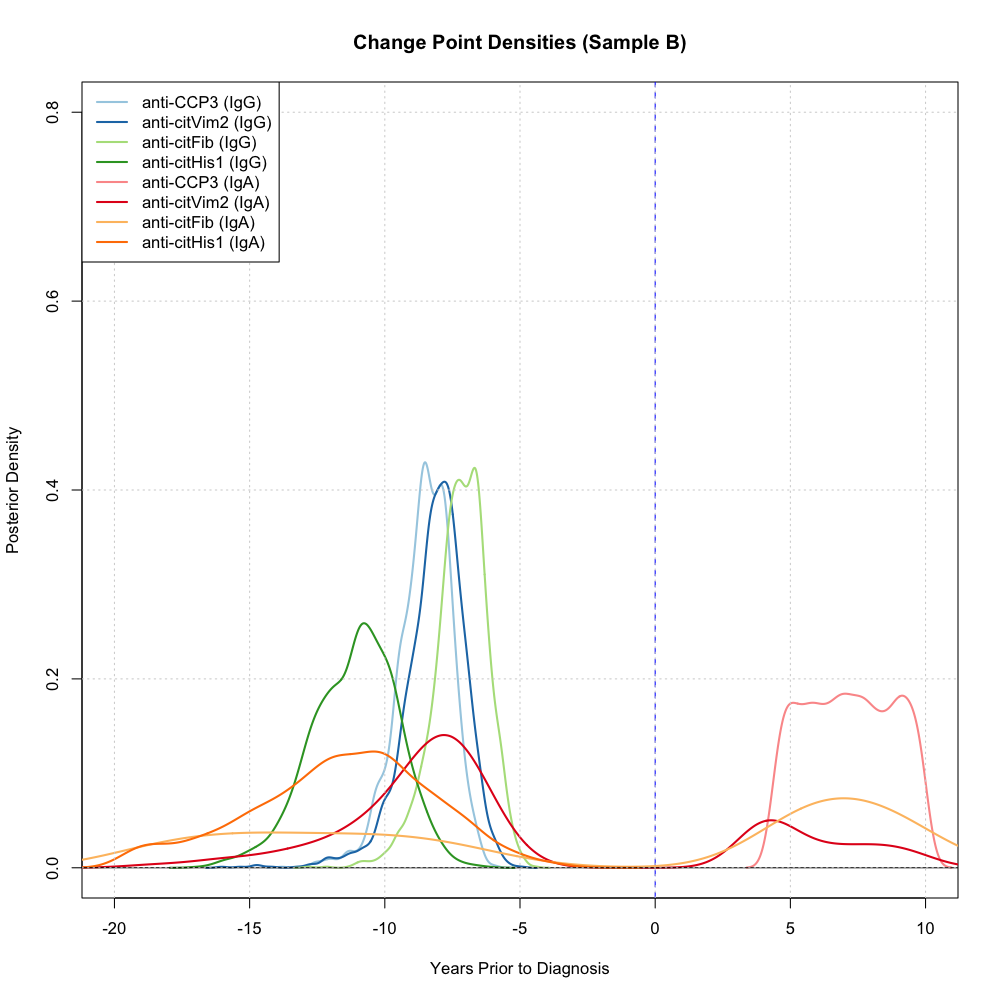 Change Point Densities (Sample B)
anti-CCP3 (IgG)
anti-citVim2 (IgG)
anti-citFib (IgG)
anti-citHis1 (IgG)
anti-CCP3 (IgA)
anti-citVim2 (IgA)
anti-citFib (IgA)
anti-citHis1 (IgA)
Posterior Density
0.8
0.6
0.4
0.2
0.0
-20 -15 -10 -5 0 5 10
Years Prior to Diagnosis